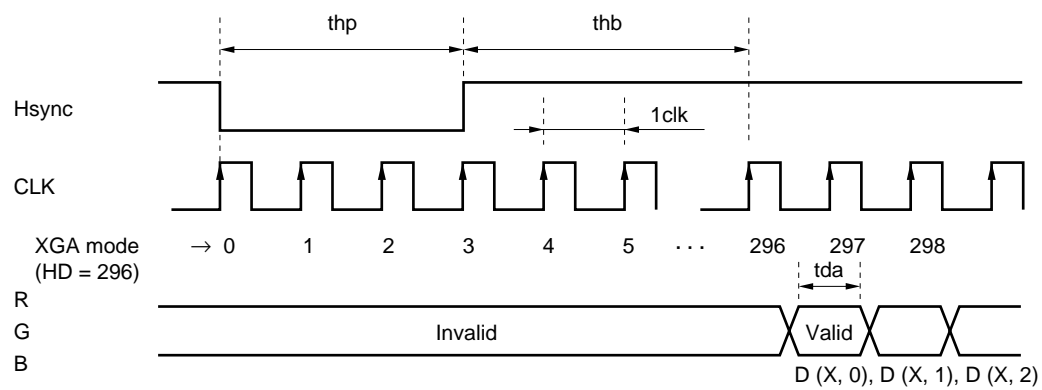 thp thb
Hsync
1clk
CLK
XGA mode → 0 1 2 3 4 5 ··· 296 297 298
(HD = 296)
tda
R
G Invalid Valid
B
D (X, 0), D (X, 1), D (X, 2)